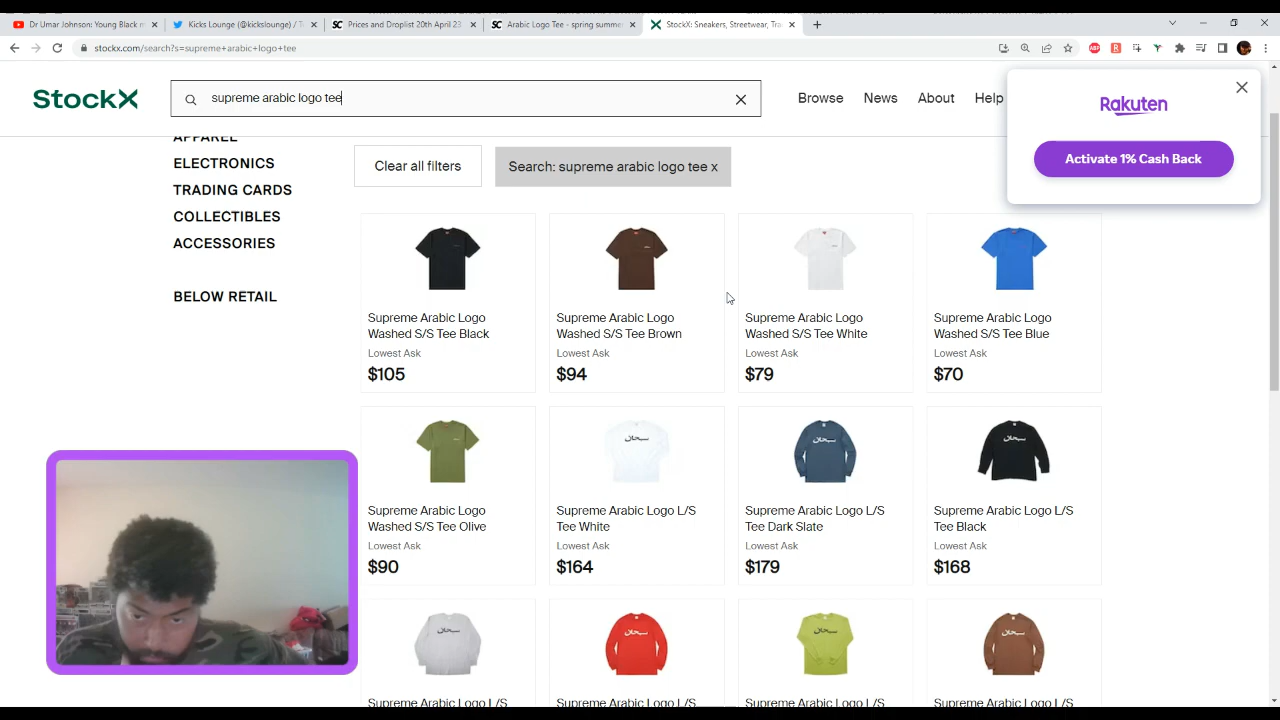 Dr Umar Johnson: Young Black m
Kicks Lounge (@kickslounge) / T
Prices and Droplist 20th April 23
Arabic Logo Tee - spring summer
StockX: Sneakers, Streetwear, Tra
stockx.com/search?s=supreme+arabic+logo+tee
StockX
supreme arabic logo tee
Browse
News
About
Help
Rakuten
Activate 1% Cash Back
APPAREL
ELECTRONICS
TRADING CARDS
COLLECTIBLES
ACCESSORIES
BELOW RETAIL
Clear all filters
Search: supreme arabic logo tee x
Supreme Arabic Logo
Washed S/S Tee Black
Lowest Ask
$105
Supreme Arabic Logo
Washed S/S Tee Brown
Lowest Ask
$94
Supreme Arabic Logo
Washed S/S Tee White
Lowest Ask
$79
Supreme Arabic Logo
Washed S/S Tee Blue
Lowest Ask
$70
Supreme Arabic Logo
Washed S/S Tee Olive
Lowest Ask
$90
Supreme Arabic Logo L/S
Tee White
Lowest Ask
$164
Supreme Arabic Logo L/S
Tee Dark Slate
Lowest Ask
$179
Supreme Arabic Logo L/S
Tee Black
Lowest Ask
$168
Supreme Arabic Logo L/S
Supreme Arabic Logo L/S
Supreme Arabic Logo L/S
Supreme Arabic Logo L/S